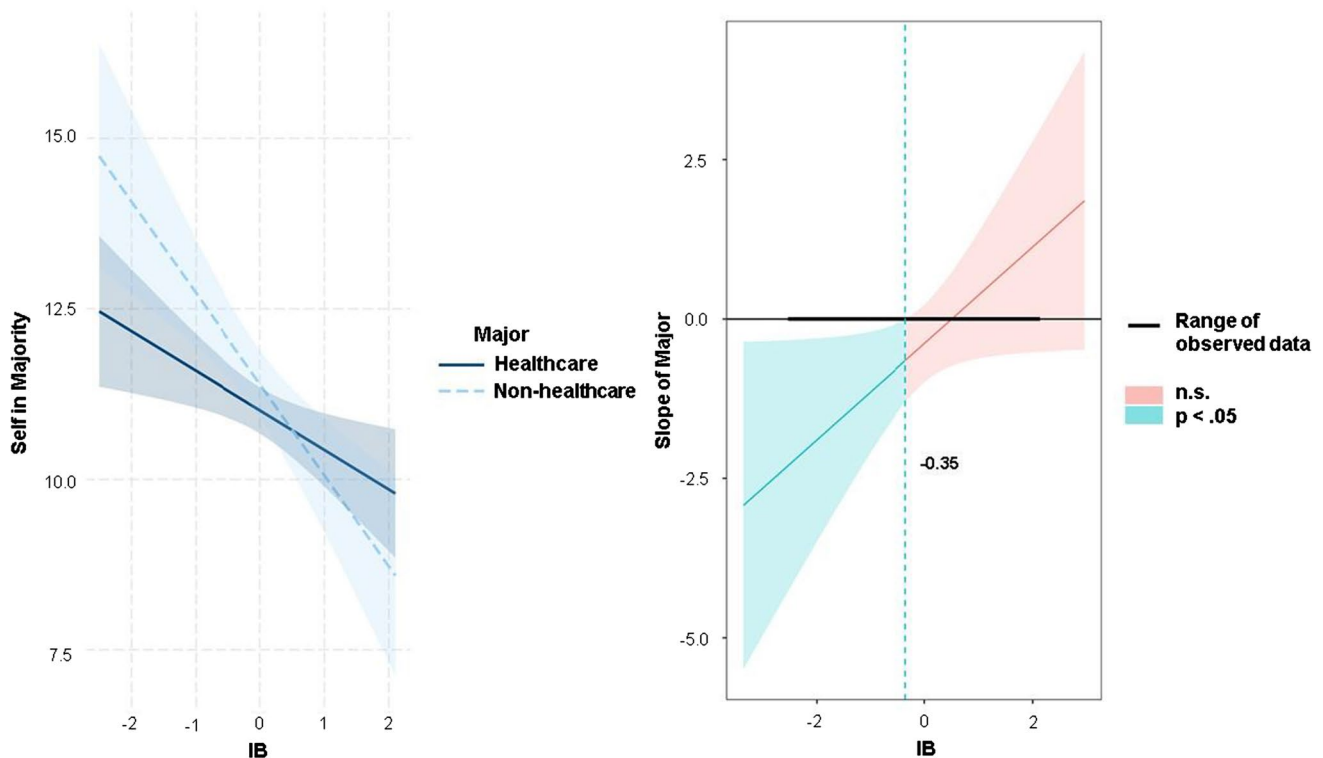 15.0
12.5
10.0
7.5
Self in Majority
-2 -1 0 1 2
IB
Major
Healthcare
Non-healthcare
2.5
0.0
-2.5
-5.0
Slope of Major
-0.35
-2 0 2
IB
Range of
observed data
n.s.
p < .05